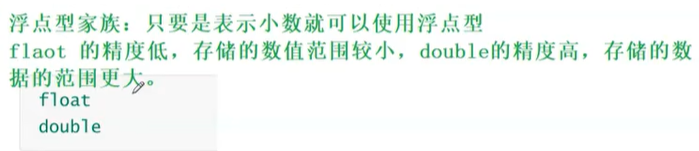 浮点型家族：只要是表示小数就可以使用浮点型
flaot 的精度低，存储的数值范围较小，double的精度高，存储的数
据的范围更大。
float
double